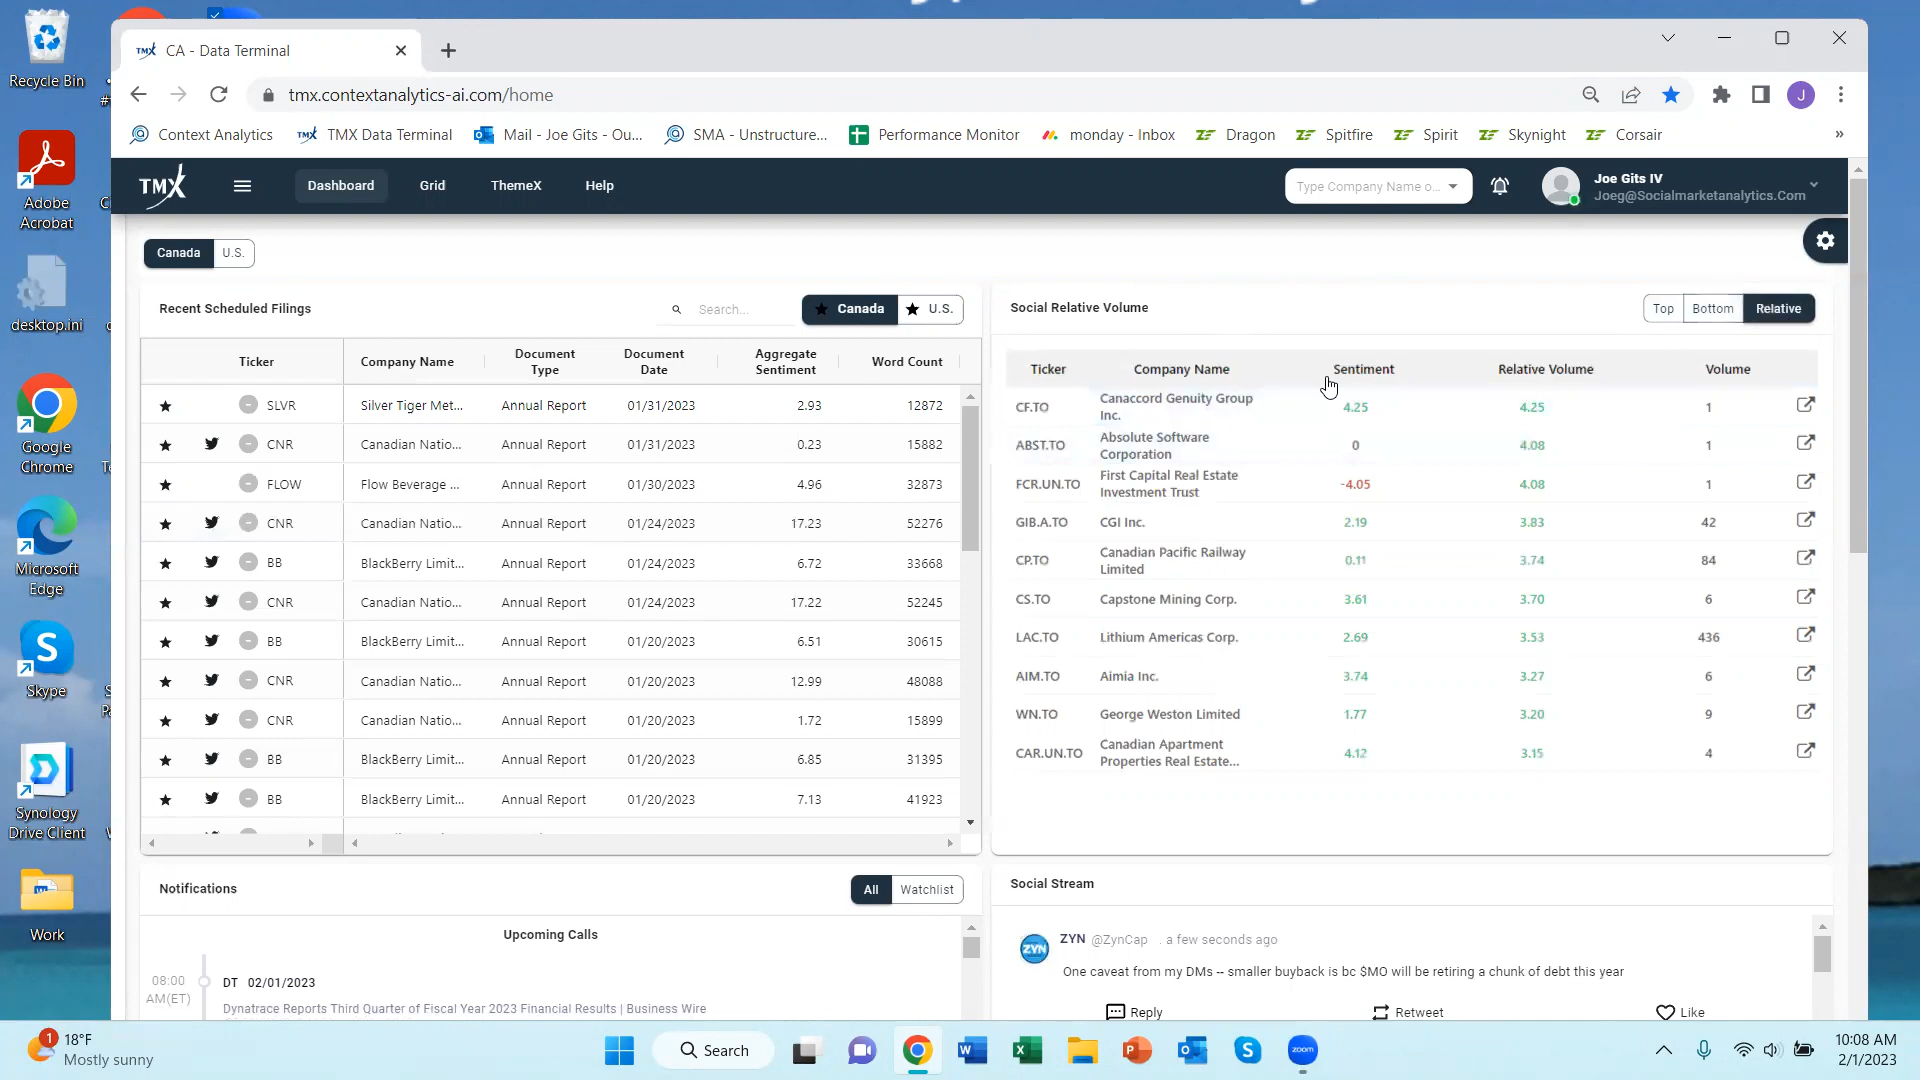 Recycle Bin
Adobe
Acrobat
desktop.ini
Google
Chrome
Microsoft
Edge
Skype
Synology
Drive Client
Work
TMX CA - Data Terminal
tmx.contextanalytics-ai.com/home
J
Context Analytics
TMX TMX Data Terminal
Mail - Joe Gits - Ou...
SMA - Unstructure...
Performance Monitor
monday - Inbox
Dragon
Spitfire
Spirit
Skynight
Corsair
»
TMX
Dashboard
Grid
ThemeX
Help
Type Company Name o...
Joe Gits IV
Joeg@Socialmarketanalytics.Com
Canada U.S.
Recent Scheduled Filings
Search...
Canada U.S.
Ticker Company Name Document Type Document Date Aggregate Sentiment Word Count
SLVR Silver Tiger Met... Annual Report 01/31/2023 2.93 12872
CNR Canadian Natio... Annual Report 01/31/2023 0.23 15882
FLOW Flow Beverage ... Annual Report 01/30/2023 4.96 32873
CNR Canadian Natio... Annual Report 01/24/2023 17.23 52276
BB BlackBerry Limit... Annual Report 01/24/2023 6.72 33668
CNR Canadian Natio... Annual Report 01/24/2023 17.22 52245
BB BlackBerry Limit... Annual Report 01/20/2023 6.51 30615
CNR Canadian Natio... Annual Report 01/20/2023 12.99 48088
CNR Canadian Natio... Annual Report 01/20/2023 1.72 15899
BB BlackBerry Limit... Annual Report 01/20/2023 6.85 31395
BB BlackBerry Limit... Annual Report 01/20/2023 7.13 41923
Social Relative Volume
Top Bottom Relative
Ticker Company Name Sentiment Relative Volume Volume
CF.TO Canaccord Genuity Group Inc. 4.25 4.25 1
ABST.TO Absolute Software Corporation 0 4.08 1
FCR.UN.TO First Capital Real Estate Investment Trust -4.05 4.08 1
GIB.A.TO CGI Inc. 2.19 3.83 42
CP.TO Canadian Pacific Railway Limited 0.11 3.74 84
CS.TO Capstone Mining Corp. 3.61 3.70 6
LAC.TO Lithium Americas Corp. 2.69 3.53 436
AIM.TO Aimia Inc. 3.74 3.27 6
WN.TO George Weston Limited 1.77 3.20 9
CAR.UN.TO Canadian Apartment Properties Real Estate... 4.12 3.15 4
Notifications
All Watchlist
Upcoming Calls
08:00
AM(ET)
DT 02/01/2023
Dynatrace Reports Third Quarter of Fiscal Year 2023 Financial Results | Business Wire
Social Stream
ZYN
ZYN @ZynCap . a few seconds ago
One caveat from my DMs -- smaller buyback is bc $MO will be retiring a chunk of debt this year
Reply Retweet Like
1
18°F
Mostly sunny
Search
zoom
10:08 AM
2/1/2023